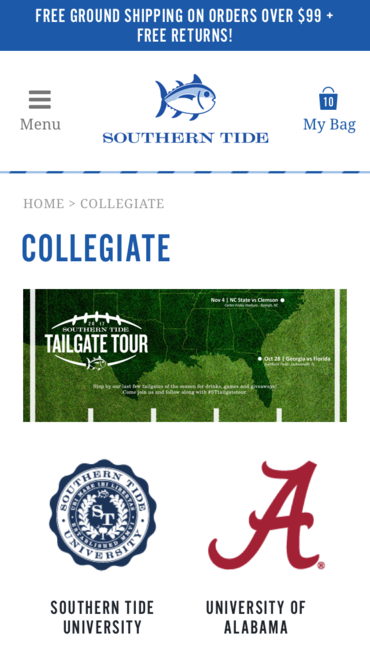 FREE GROUND SHIPPING ON ORDERS OVER $99 +
FREE RETURNS!
Menu
SOUTHERN TIDE
10
My Bag
HOME > COLLEGIATE
COLLEGIATE
Nov 4 | NC State vs Clemson
2017
SOUTHERN TIDE
TAILGATE TOUR
Oct 28 | Georgia vs Florida
Stop by our last few tailgates of the season for drinks, games and giveaways!
Come join us and follow along with #STtailgatetour.
SOUTHERN TIDE
ST
UNIVERSITY
A
SOUTHERN TIDE
UNIVERSITY
UNIVERSITY OF
ALABAMA